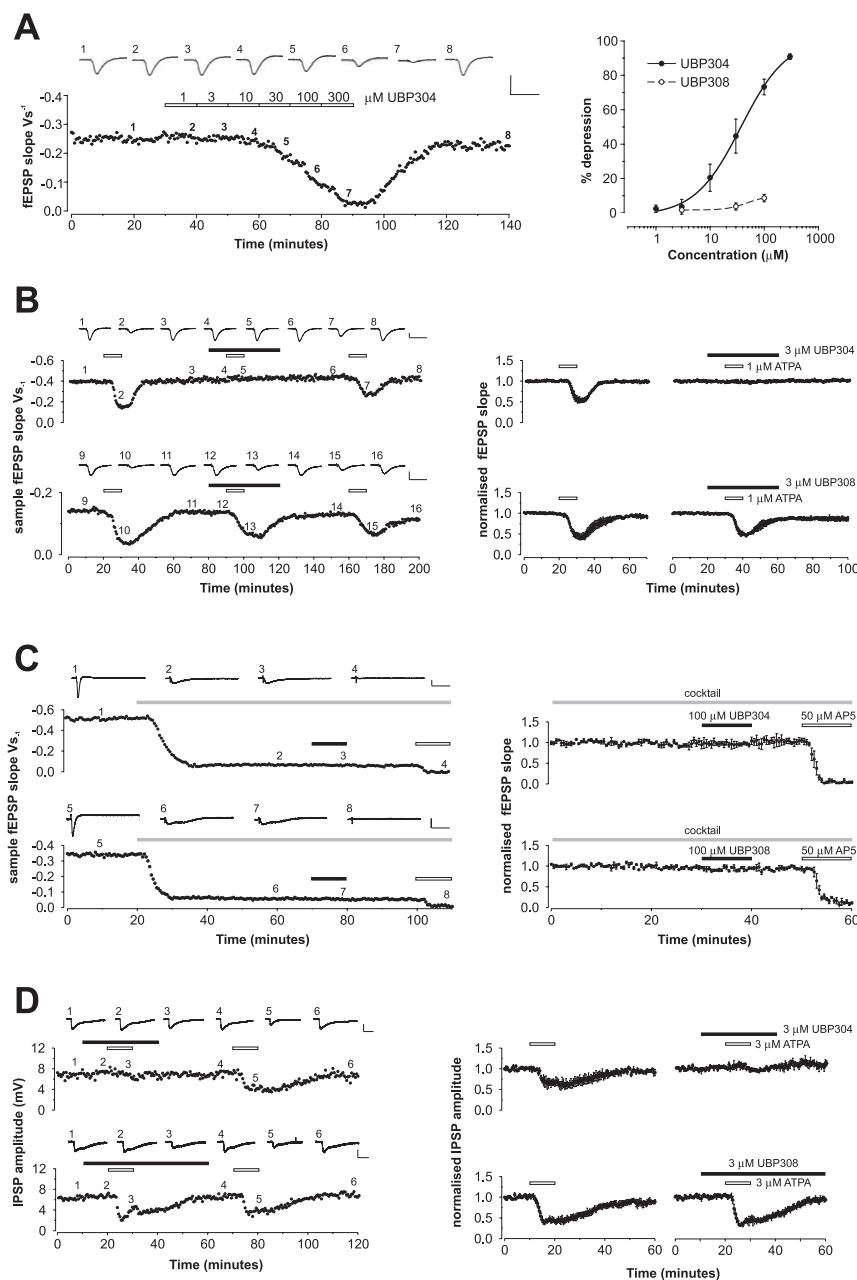 A
1 2 3 4 5 6 7 8
1 3 10 30 100 300 μM UBP304
-0.4
-0.3
-0.2
-0.1
0.0
fEPSP slope Vs-1
1 2 3 4 5 6 7 8
0 20 40 60 80 100 120 140
Time (minutes)
100
80
60
40
20
0
% depression
UBP304
UBP308
1 10 100 1000
Concentration (μM)
B
1 2 3 4 5 6 7 8
-0.6
-0.4
-0.2
0.0
1 2 3 4 5 6 7 8
sample fEPSP slope Vs-1
9 10 11 12 13 14 15 16
-0.2
0.0
9 10 11 12 13 14 15 16
0 20 40 60 80 100 120 140 160 180 200
Time (minutes)
3 μM UBP304
1 μM ATPA
1.5
1.0
0.5
0.0
normalised fEPSP slope
3 μM UBP308
1 μM ATPA
1.5
1.0
0.5
0.0
0 20 40 60 0 20 40 60 80 100
Time (minutes)
C
1 2 3 4
-0.6
-0.4
-0.2
0.0
1 2 3 4
sample fEPSP slope Vs-1
5 6 7 8
-0.4
-0.3
-0.2
-0.1
0.0
5 6 7 8
0 20 40 60 80 100
Time (minutes)
cocktail
100 μM UBP304 50 μM AP5
1.5
1.0
0.5
0
normalised fEPSP slope
cocktail
100 μM UBP308 50 μM AP5
1.5
1.0
0.5
0.0
0 20 40 60
Time (minutes)
D
1 2 3 4 5 6
12
8
4
0
1 2 3 4 5 6
IPSP amplitude (mV)
1 2 3 4 5 6
12
8
4
0
1 2 3 4 5 6
0 20 40 60 80 100 120
Time (minutes)
3 μM UBP304
3 μM ATPA
1.5
1.0
0.5
0.0
normalised IPSP amplitude
3 μM UBP308
3 μM ATPA
1.5
1.0
0.5
0.0
0 20 40 60 0 20 40 60
Time (minutes)